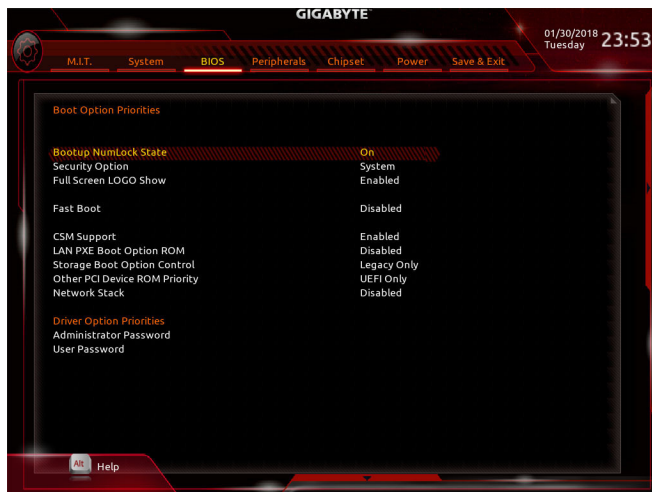 GIGABYTE™
01/30/2018
Tuesday
23:53
M.I.T. System BIOS Peripherals Chipset Power Save & Exit
Boot Option Priorities
Bootup NumLock State On
Security Option System
Full Screen LOGO Show Enabled
Fast Boot Disabled
CSM Support Enabled
LAN PXE Boot Option ROM Disabled
Storage Boot Option Control Legacy Only
Other PCI Device ROM Priority UEFI Only
Network Stack Disabled
Driver Option Priorities
Administrator Password
User Password
Alt Help